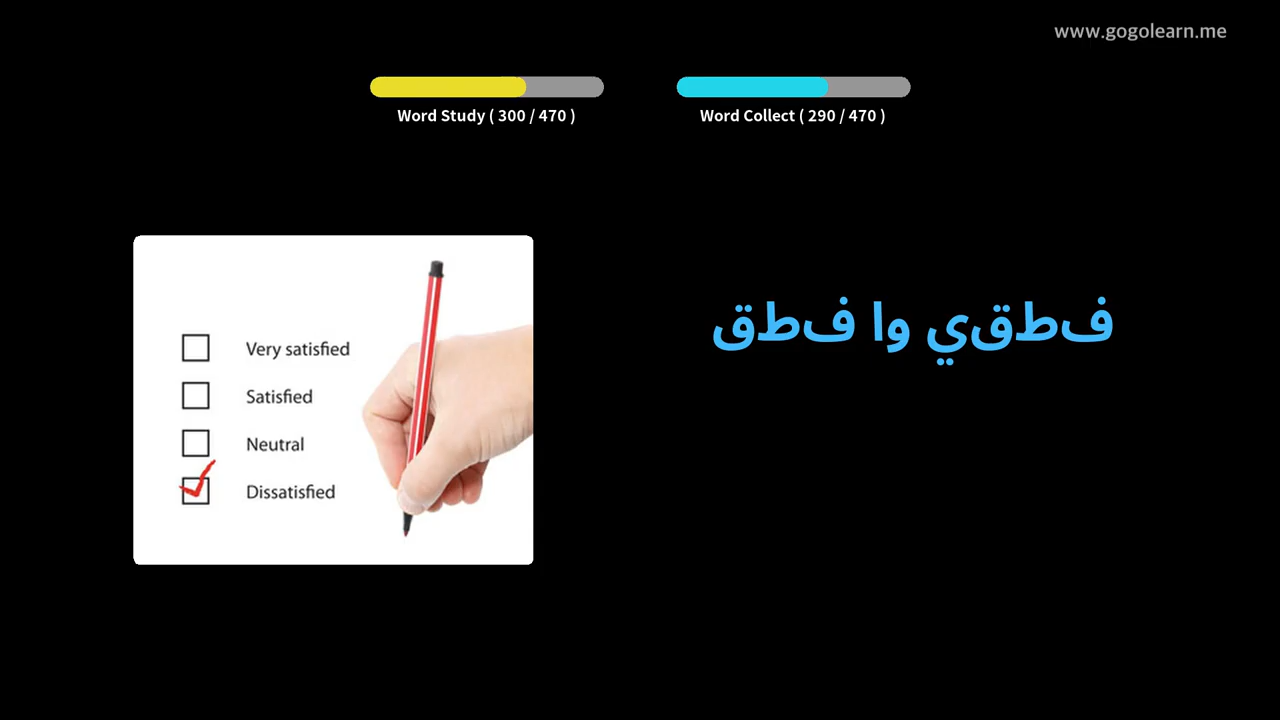 www.gogolearn.me
Word Study ( 300 / 470 )
Word Collect ( 290 / 470 )
فطقي وا فطق
Very satisfied
Satisfied
Neutral
Dissatisfied